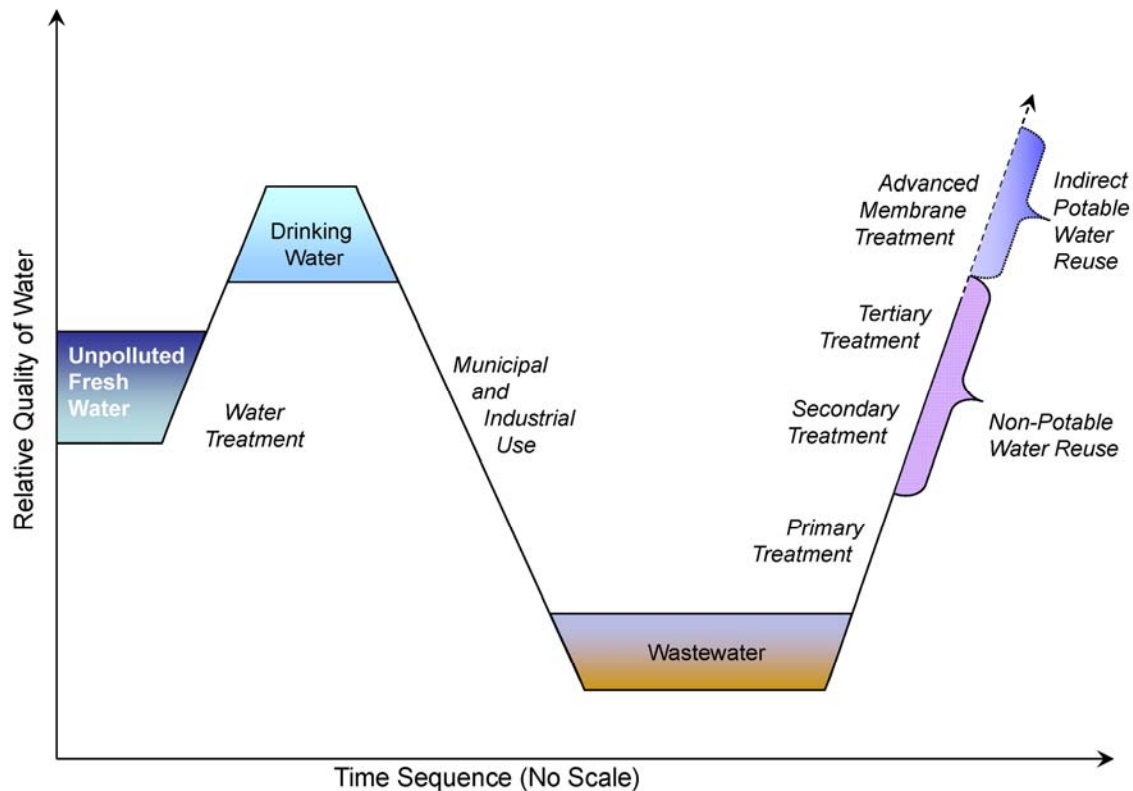 Relative Quality of Water
Unpolluted
Fresh
Water
Water
Treatment
Drinking
Water
Municipal
and
Industrial
Use
Wastewater
Primary
Treatment
Secondary
Treatment
Tertiary
Treatment
Advanced
Membrane
Treatment
Indirect
Potable
Water
Reuse
Non-Potable
Water Reuse
Time Sequence (No Scale)